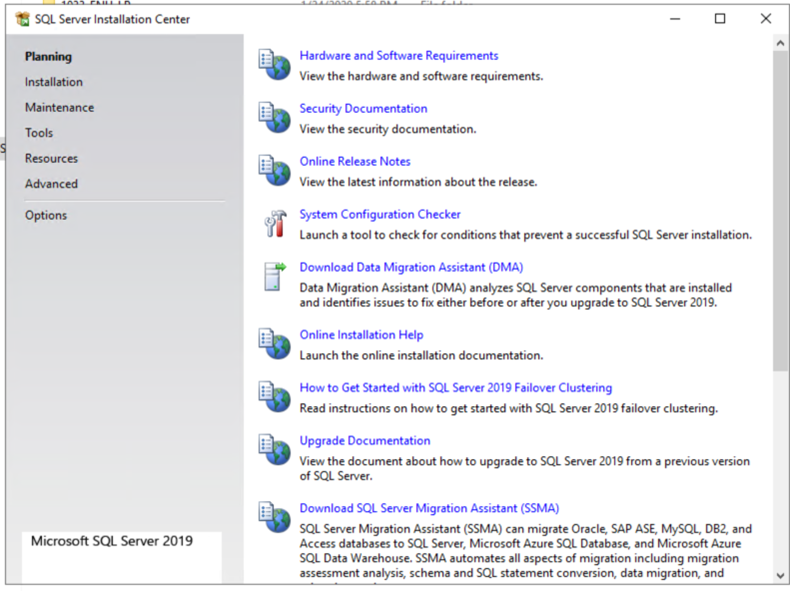 SQL Server Installation Center
Planning
Installation
Maintenance
Tools
Resources
Advanced
Options
Microsoft SQL Server 2019
Hardware and Software Requirements
View the hardware and software requirements.
Security Documentation
View the security documentation.
Online Release Notes
View the latest information about the release.
System Configuration Checker
Launch a tool to check for conditions that prevent a successful SQL Server installation.
Download Data Migration Assistant (DMA)
Data Migration Assistant (DMA) analyzes SQL Server components that are installed
and identifies issues to fix either before or after you upgrade to SQL Server 2019.
Online Installation Help
Launch the online installation documentation.
How to Get Started with SQL Server 2019 Failover Clustering
Read instructions on how to get started with SQL Server 2019 failover clustering.
Upgrade Documentation
View the document about how to upgrade to SQL Server 2019 from a previous version
of SQL Server.
Download SQL Server Migration Assistant (SSMA)
SQL Server Migration Assistant (SSMA) can migrate Oracle, SAP ASE, MySQL, DB2, and
Access databases to SQL Server, Microsoft Azure SQL Database, and Microsoft Azure
SQL Data Warehouse. SSMA automates all aspects of migration including migration
assessment analysis, schema and SQL statement conversion, data migration, and